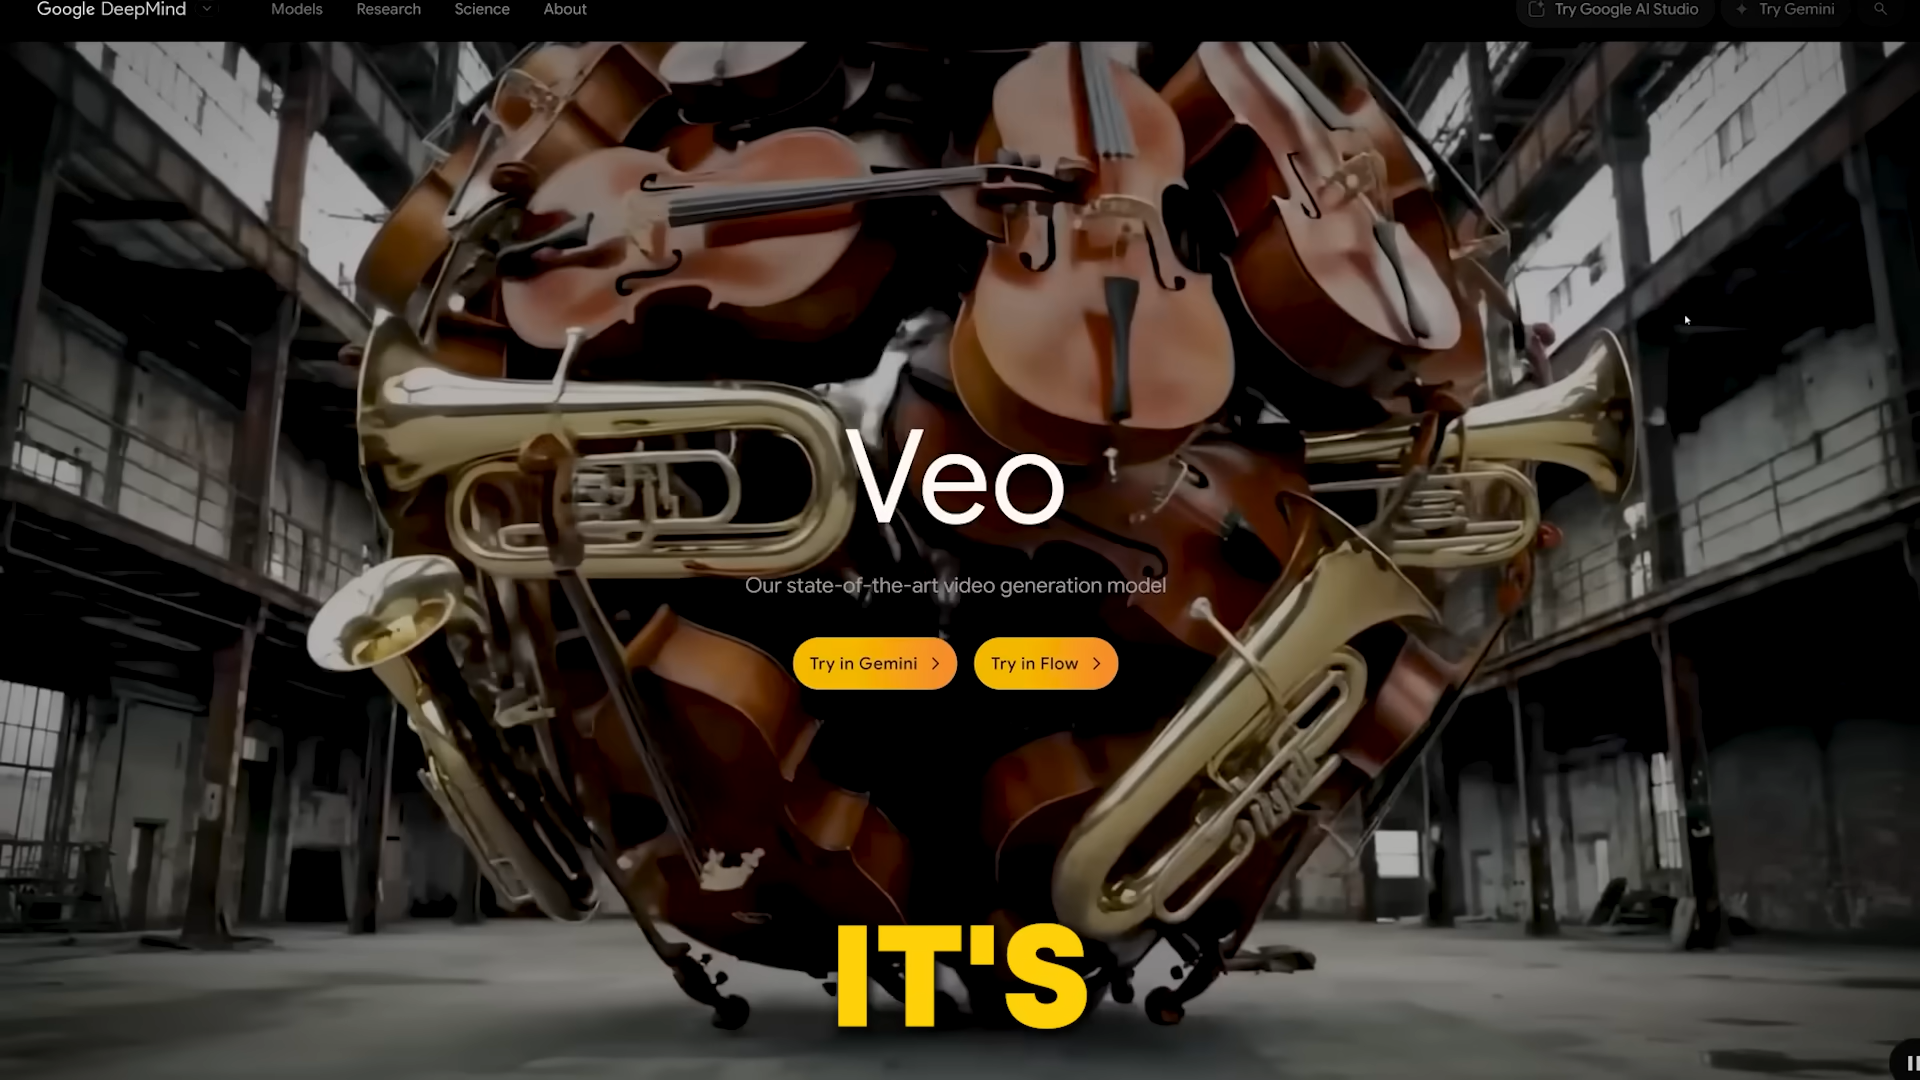 Google DeepMind Models Research Science About Try Google AI Studio Try Gemini
Veo
Our state-of-the-art video generation model
Try in Gemini Try in Flow
IT'S